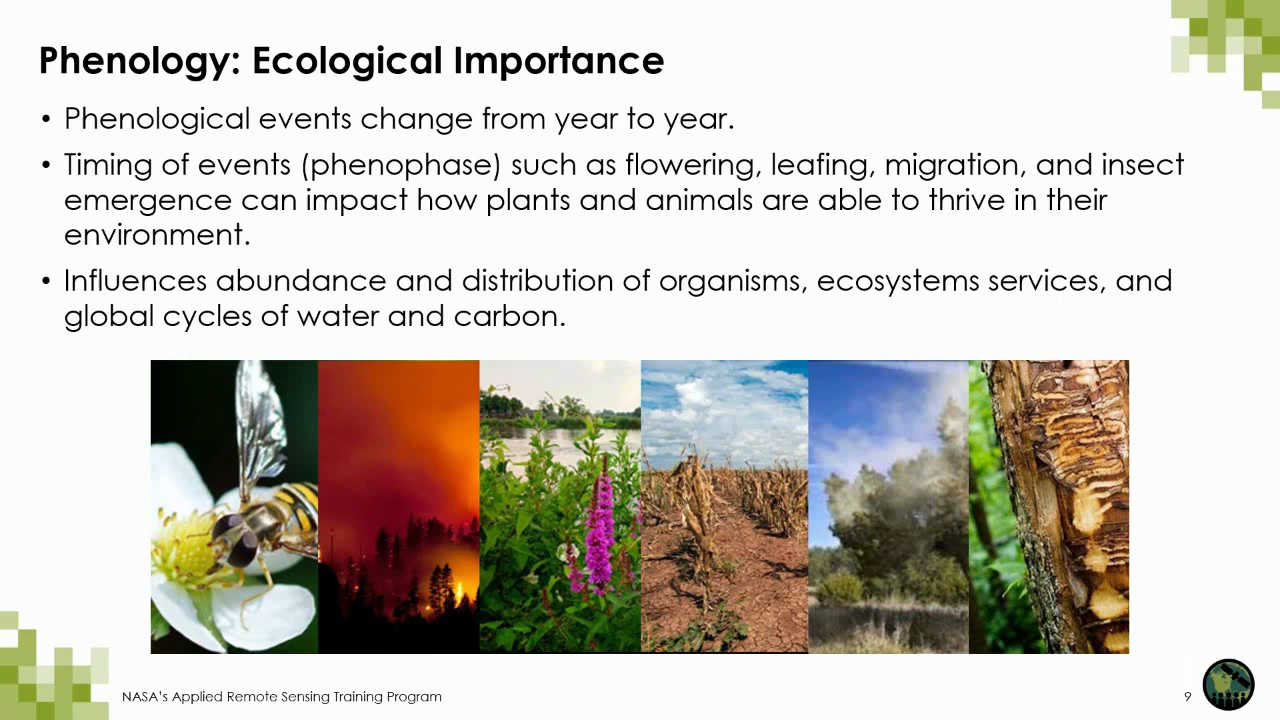 Phenology: Ecological Importance
• Phenological events change from year to year.
• Timing of events (phenophase) such as flowering, leafing, migration, and insect
emergence can impact how plants and animals are able to thrive in their
environment.
• Influences abundance and distribution of organisms, ecosystems services, and
global cycles of water and carbon.
NASA's Applied Remote Sensing Training Program
9